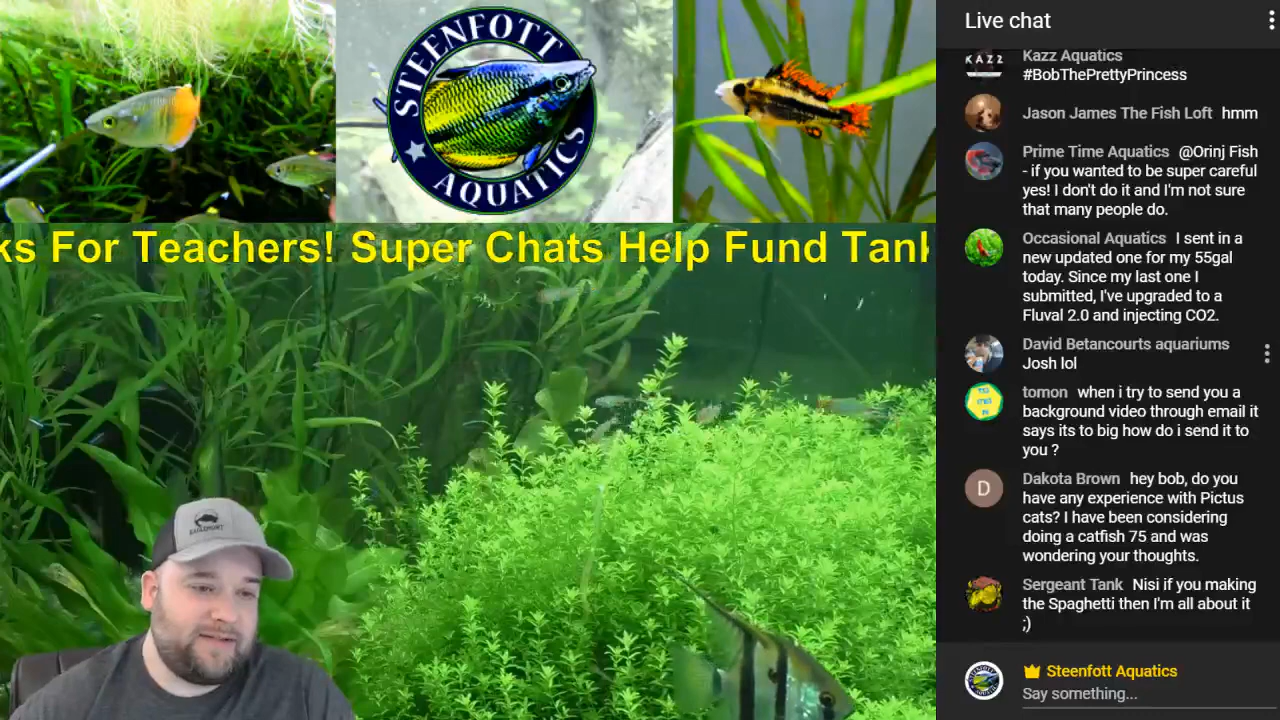 STEENFOTT
AQUATICS
ks For Teachers! Super Chats Help Fund Tank
EAGLEMONT
Live chat
KAZZ
Kazz Aquatics
#BobThePrettyPrincess
Jason James The Fish Loft hmm
Prime Time Aquatics @Orinj Fish
- if you wanted to be super careful
yes! I don't do it and I'm not sure
that many people do.
Occasional Aquatics I sent in a
new updated one for my 55gal
today. Since my last one I
submitted, I've upgraded to a
Fluval 2.0 and injecting CO2.
David Betancourts aquariums
Josh lol
tomon when i try to send you a
background video through email it
says its to big how do i send it to
you ?
D
Dakota Brown hey bob, do you
have any experience with Pictus
cats? I have been considering
doing a catfish 75 and was
wondering your thoughts.
Sergeant Tank Nisi if you making
the Spaghetti then I'm all about it
;)
Steenfott Aquatics
Say something...